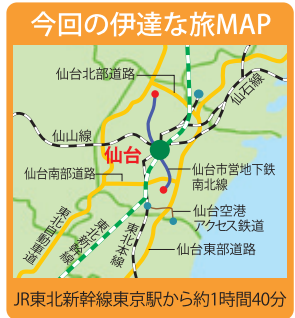 今回の伊達な旅MAP
仙台北部道路
仙石線
仙山線
仙台
仙台南部道路
仙台市営地下鉄
南北線
仙台空港
アクセス鉄道
東北自動車道
東北新幹線
東北本線
仙台東部道路
JR東北新幹線東京駅から約1時間40分